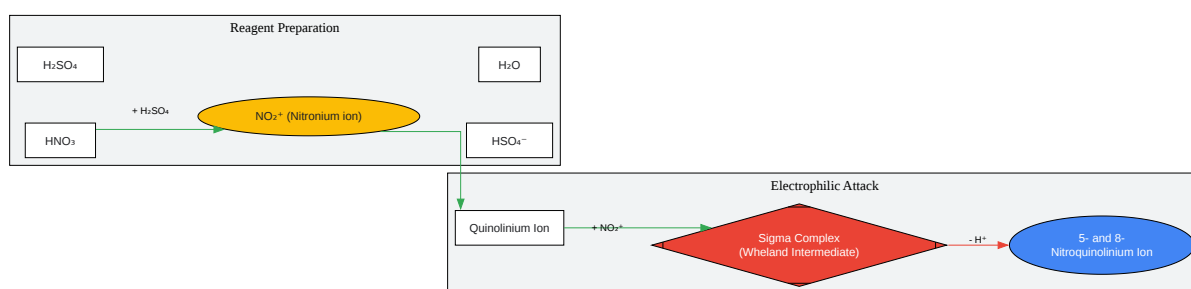 Reagent Preparation
H₂SO₄
H₂O
+ H₂SO₄
NO₂⁺ (Nitronium ion)
HNO₃
HSO₄⁻
Electrophilic Attack
Quinolinium Ion
+ NO₂⁺
Sigma Complex
(Wheland Intermediate)
- H⁺
5- and 8-
Nitroquinolinium Ion